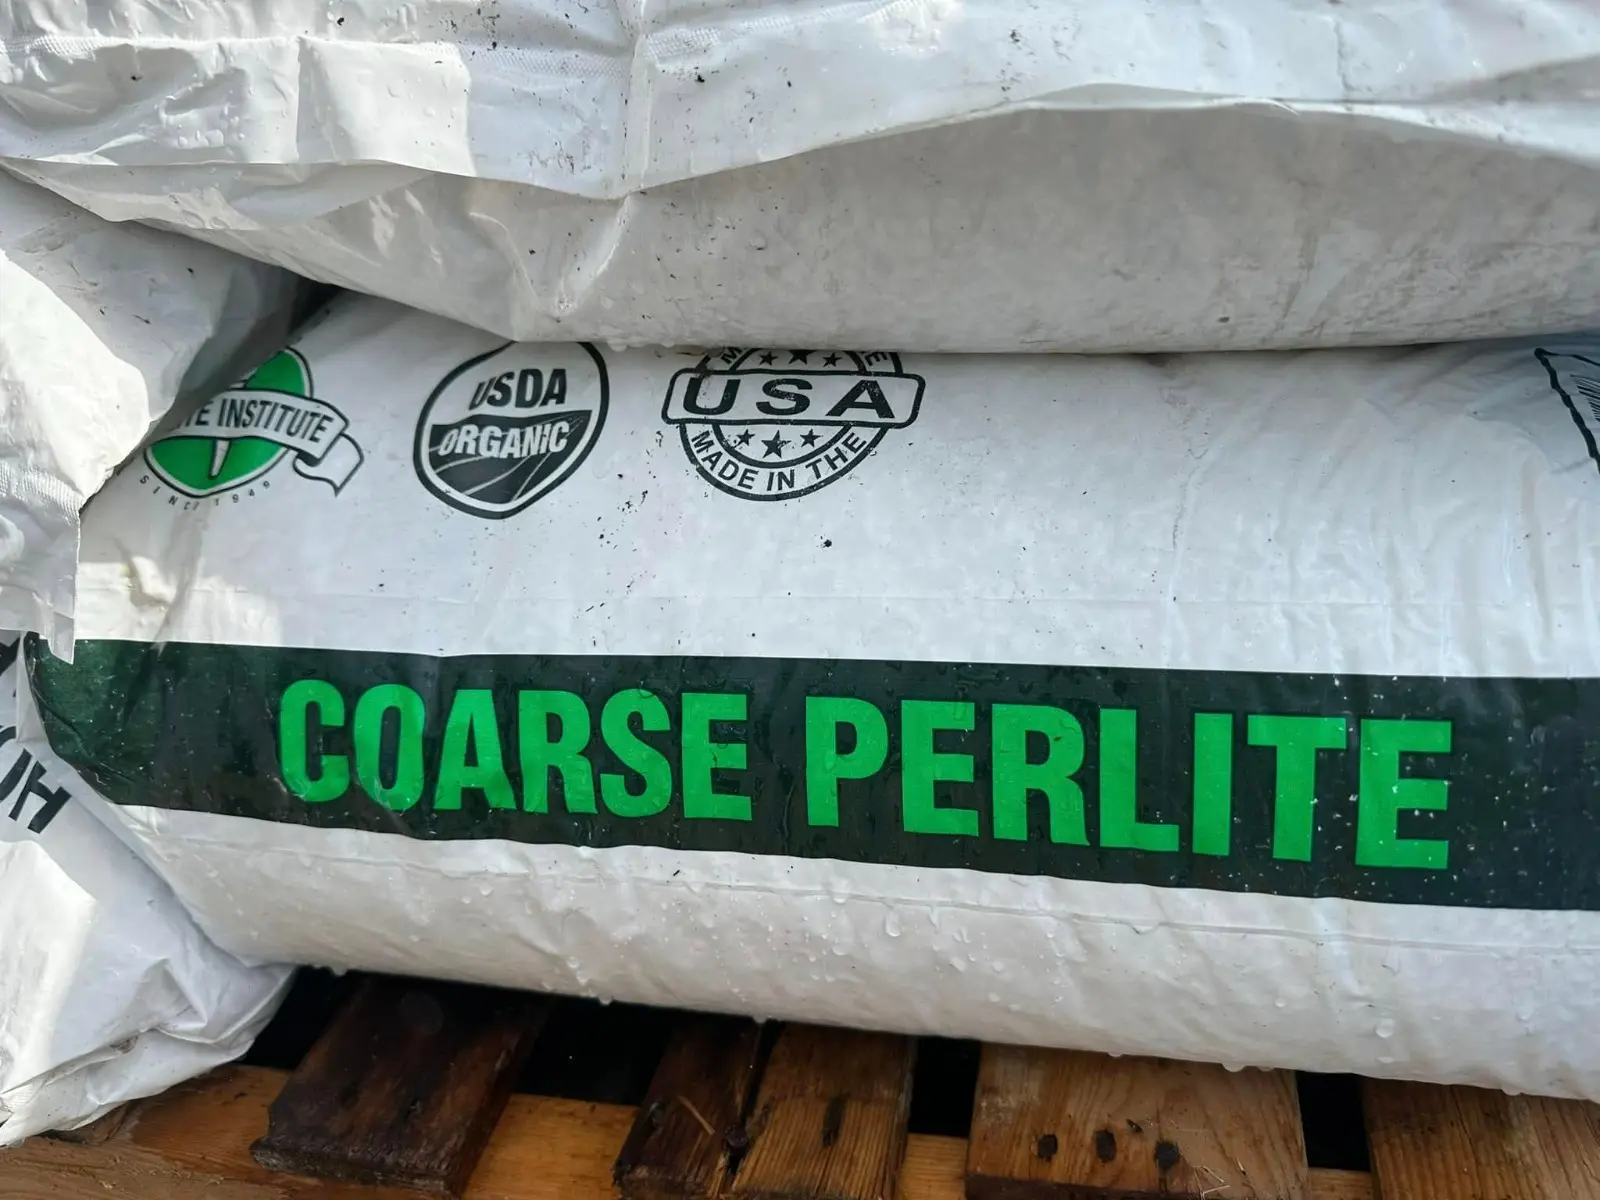 INSTITUTE
SINCE 1949
USDA
ORGANIC
USA
MADE IN THE
COARSE PERLITE